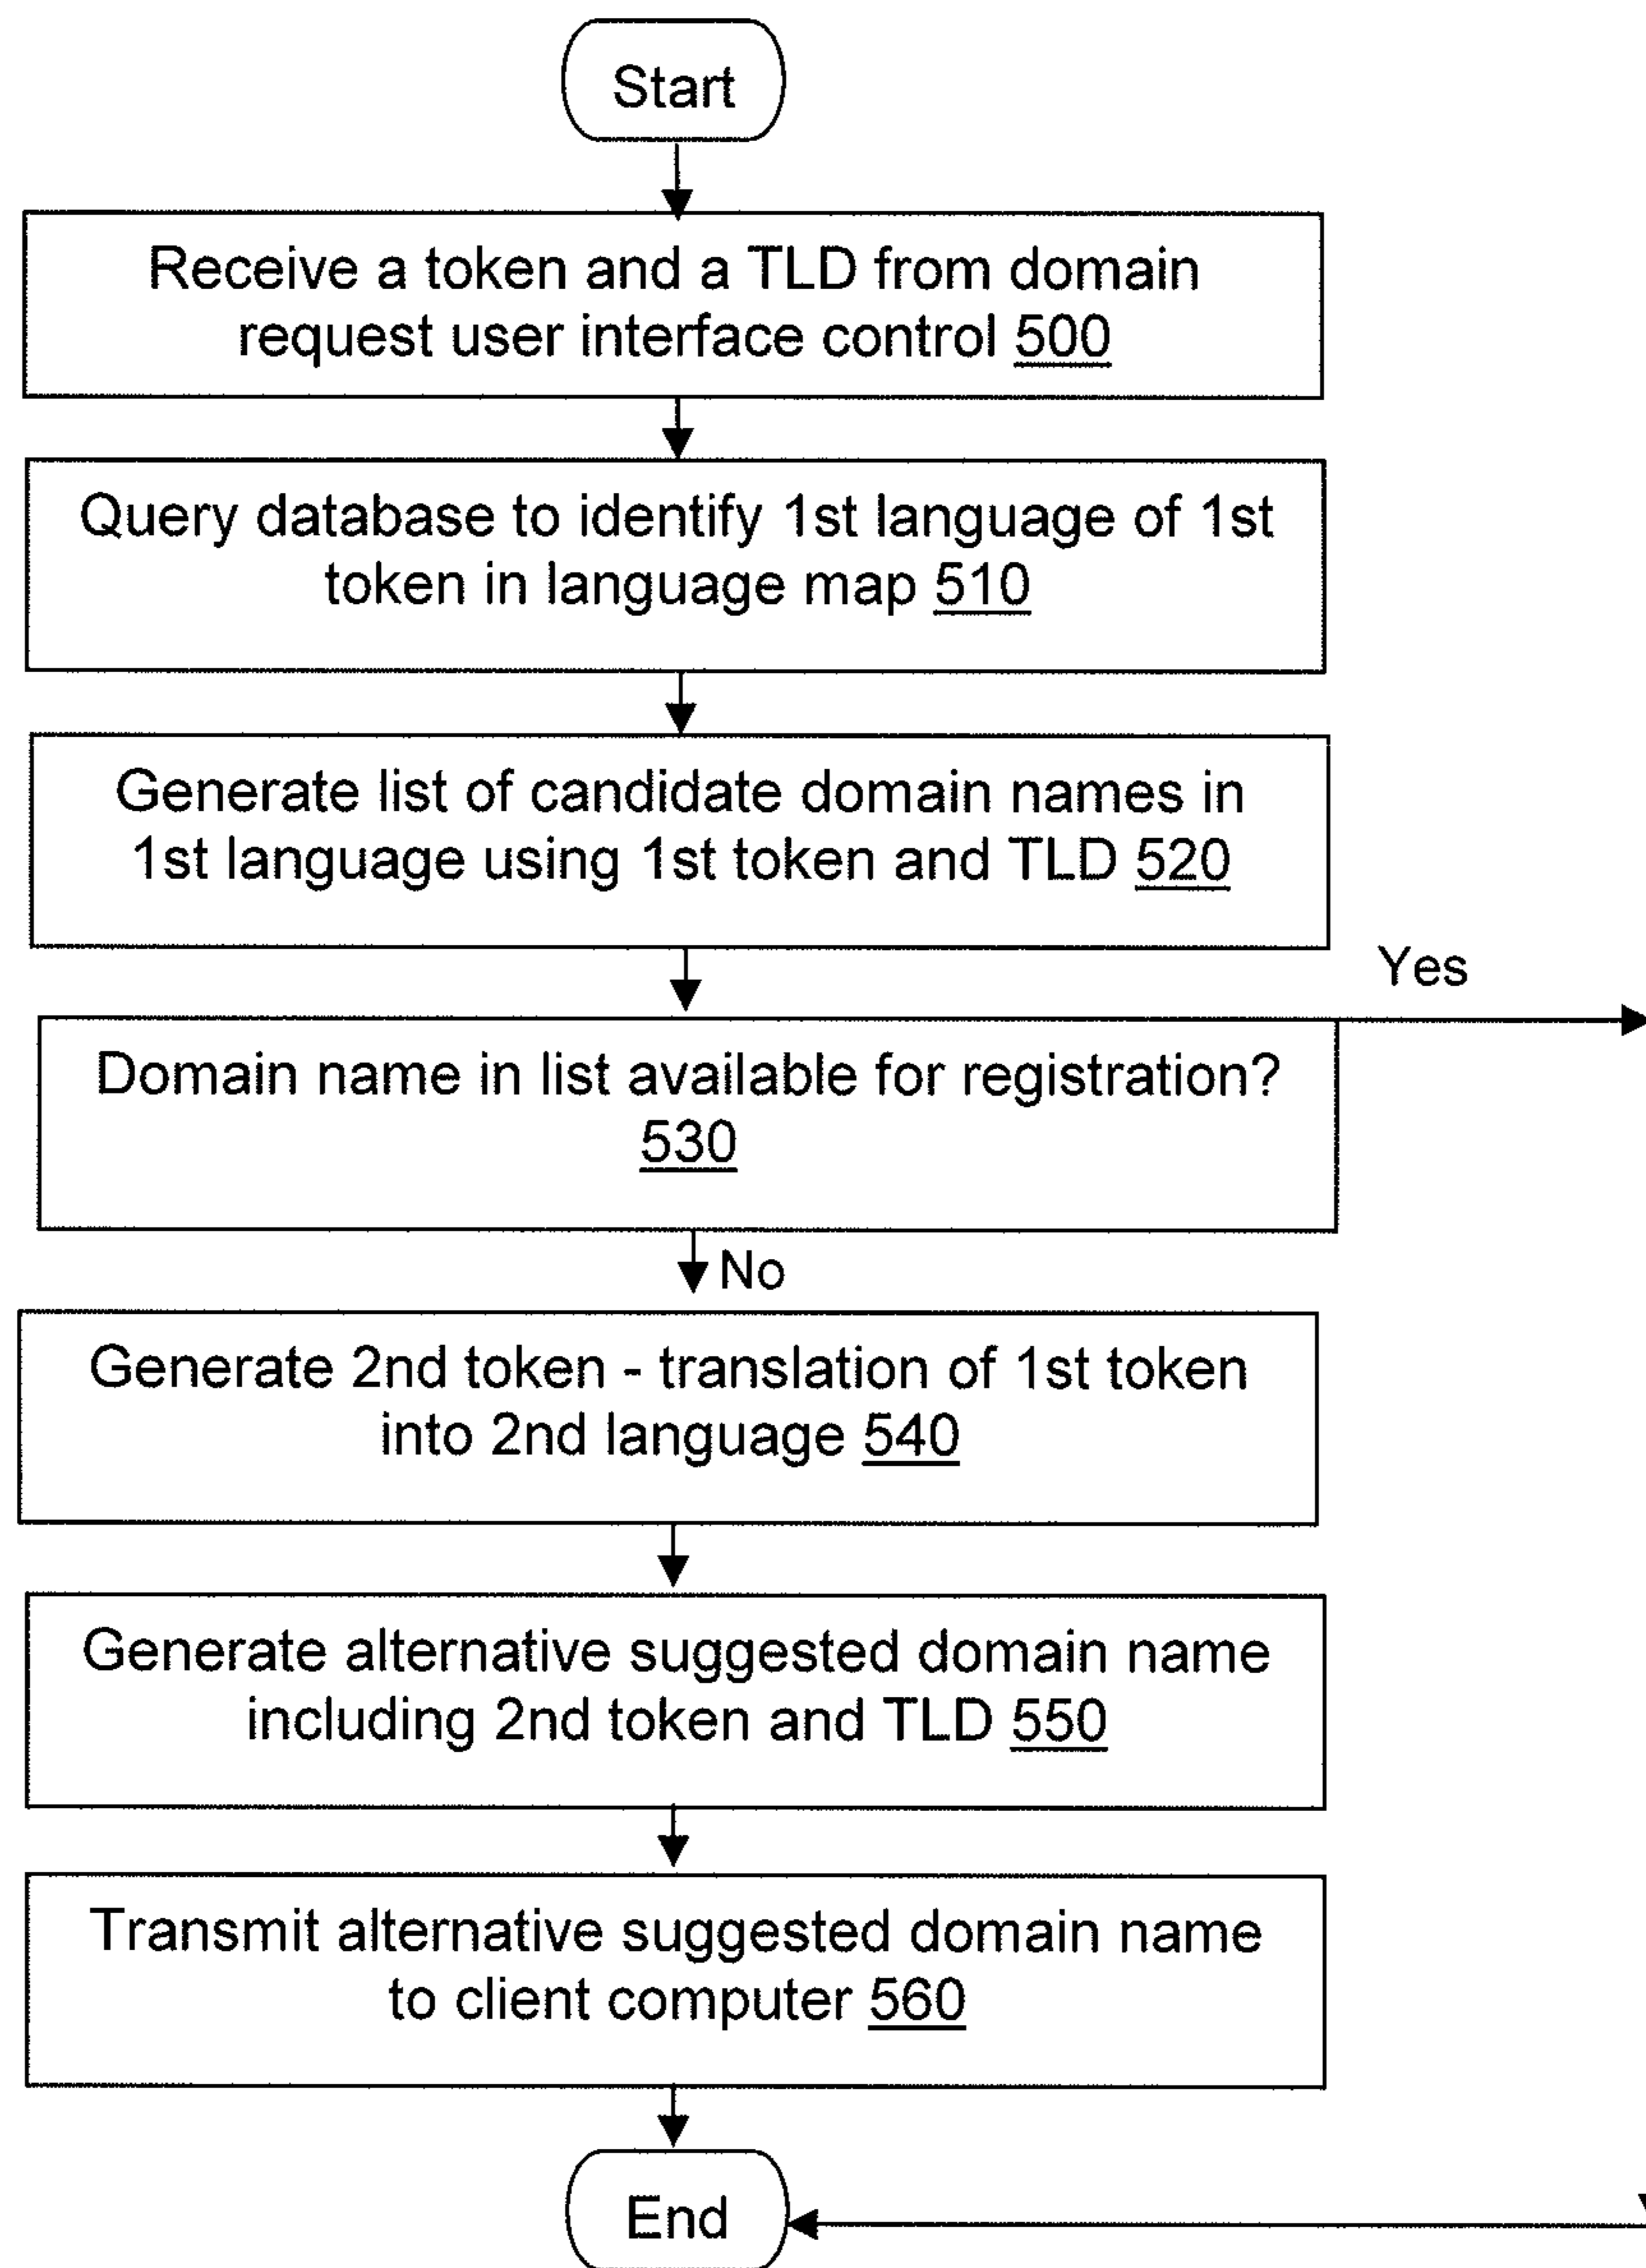 Start
Receive a token and a TLD from domain
request user interface control 500
Query database to identify 1st language of 1st
token in language map 510
Generate list of candidate domain names in
1st language using 1st token and TLD 520
Yes
Domain name in list available for registration?
530
No
Generate 2nd token - translation of 1st token
into 2nd language 540
Generate alternative suggested domain name
including 2nd token and TLD 550
Transmit alternative suggested domain name
to client computer 560
End